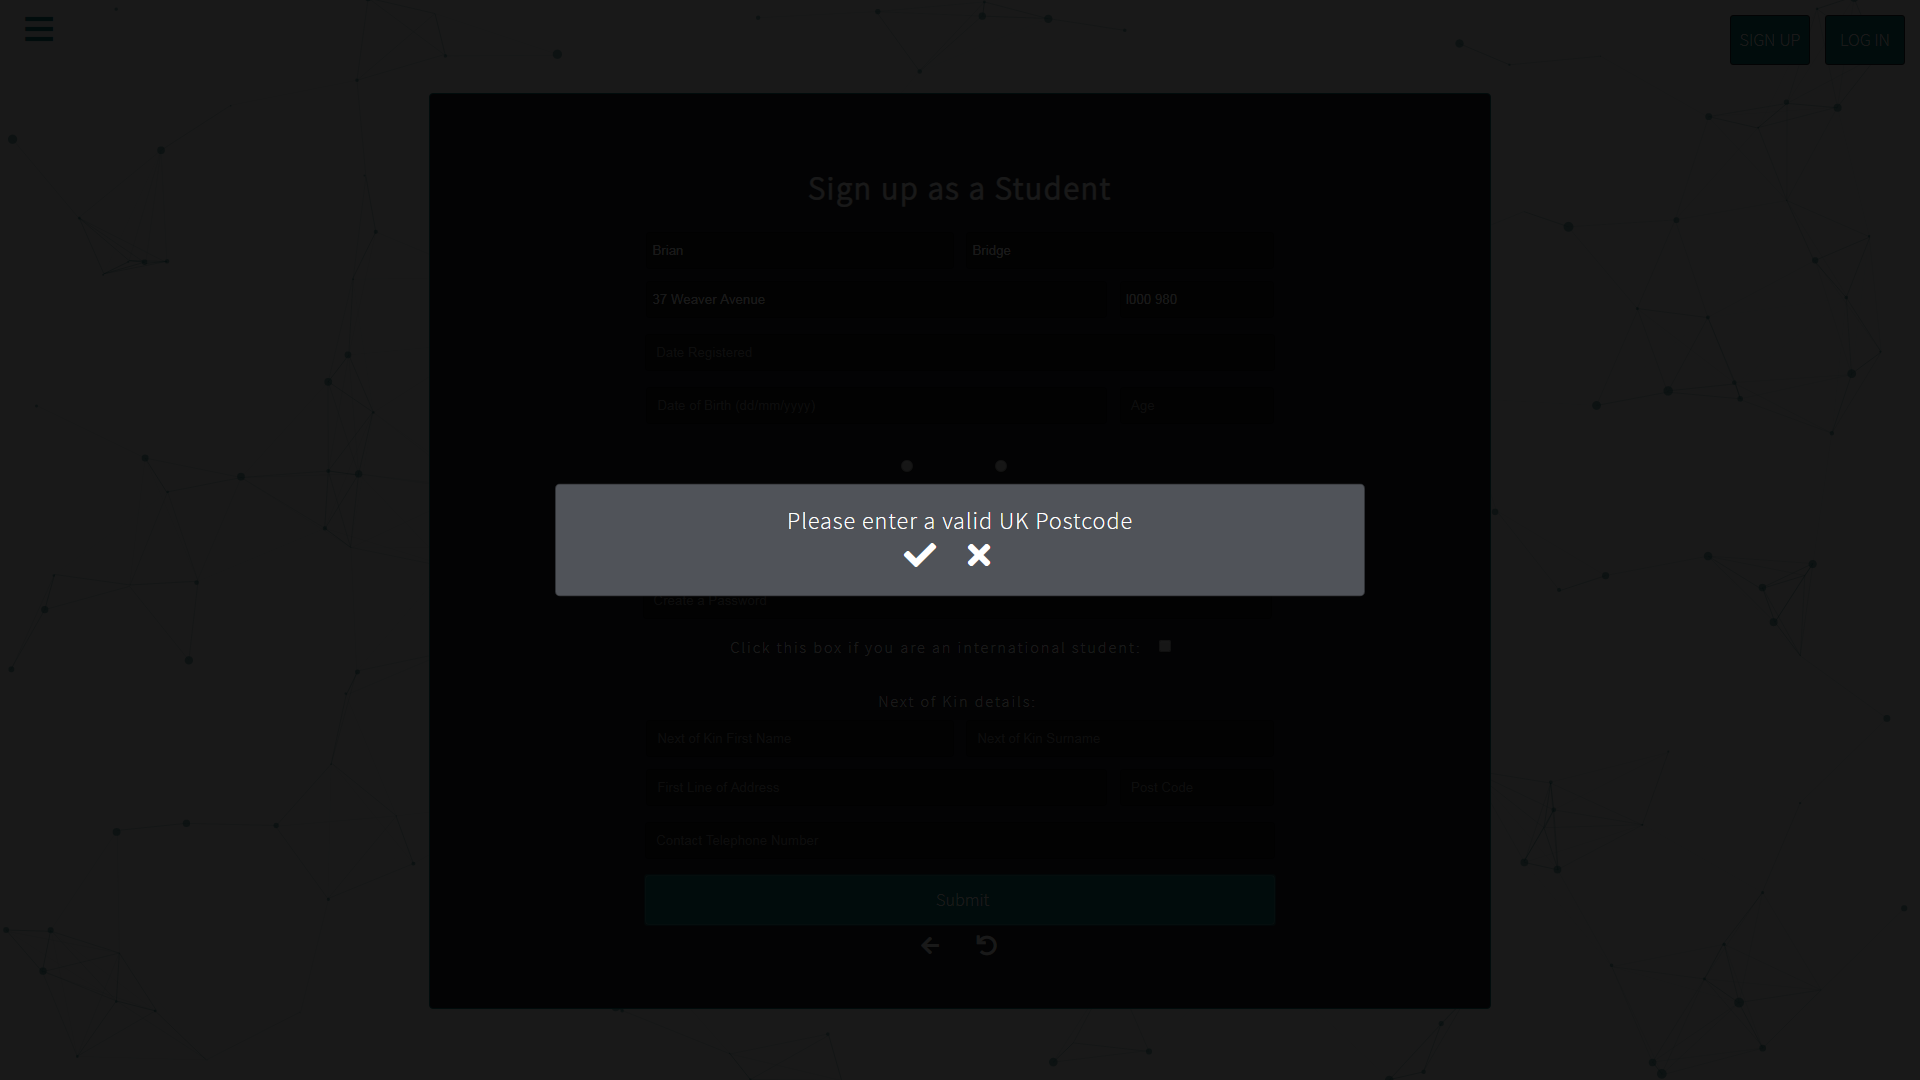 SIGN UP LOG IN
Sign up as a Student
Brian Bridge
37 Weaver Avenue I000 980
Date Registered
Date of Birth (dd/mm/yyyy) Age
Please enter a valid UK Postcode
Create a Password
Click this box if you are an international student:
Next of Kin details:
Next of Kin First Name Next of Kin Surname
First Line of Address Post Code
Contact Telephone Number
Submit